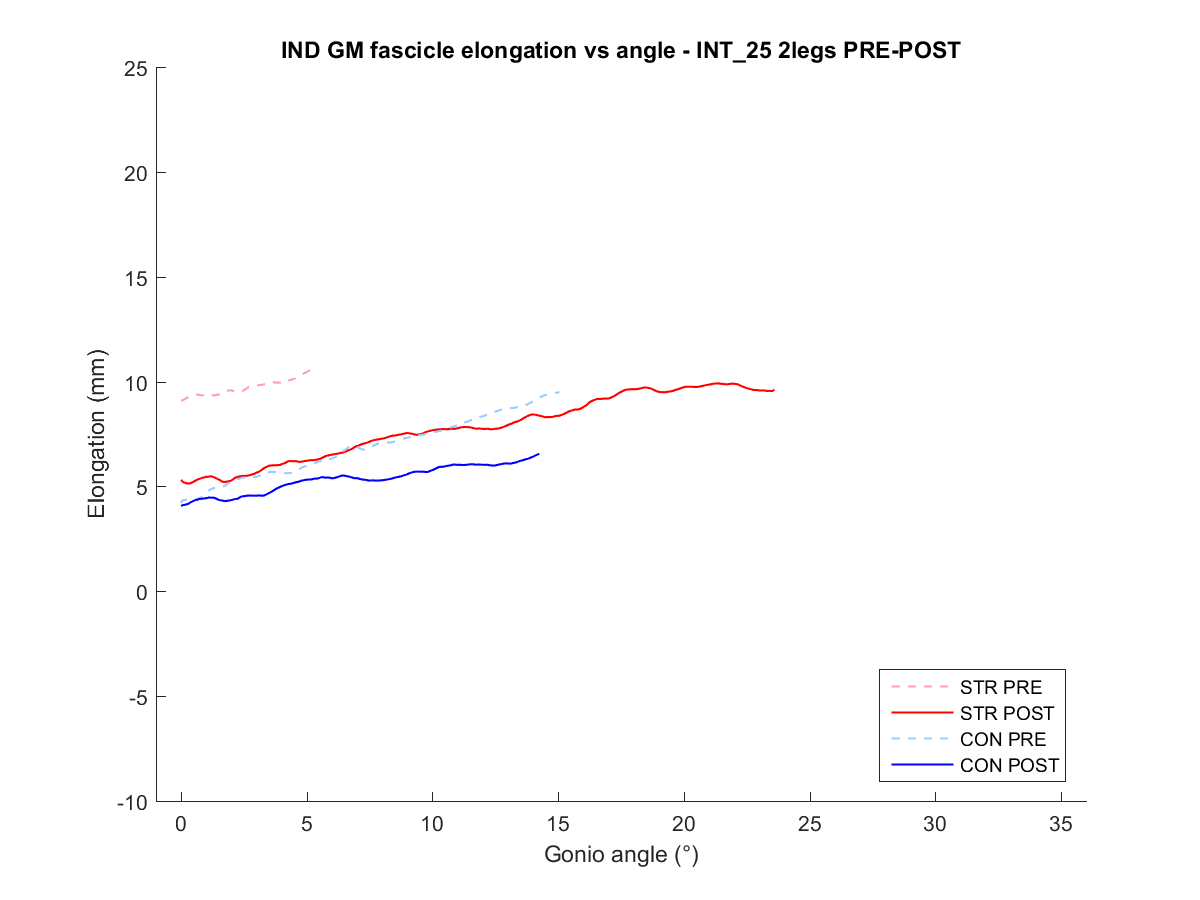 IND GM fascicle elongation vs angle - INT_25 2legs PRE-POST
25
20
15
10
5
0
-5
-10
Elongation (mm)
0 5 10 15 20 25 30 35
Gonio angle (°)
STR PRE
STR POST
CON PRE
CON POST